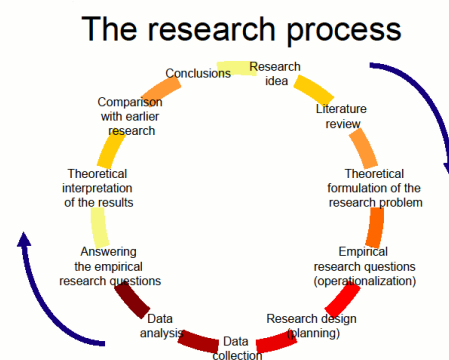 The research process
Research
idea
Literature
review
Theoretical
formulation of the
research problem
Empirical
research questions
(operationalization)
Research design
(planning)
Data
collection
Data
analysis
Answering
the empirical
research questions
Theoretical
interpretation
of the results
Comparison
with earlier
research
Conclusions